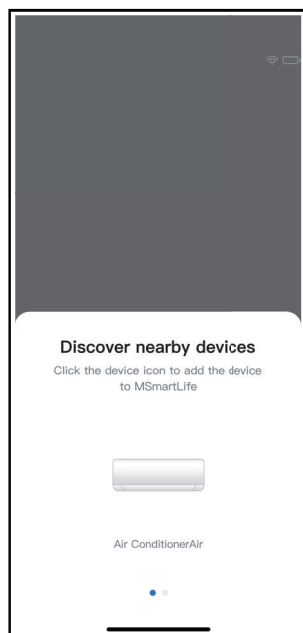 Discover nearby devices
Click the device icon to add the device
to MSmartLife
Air ConditionerAir